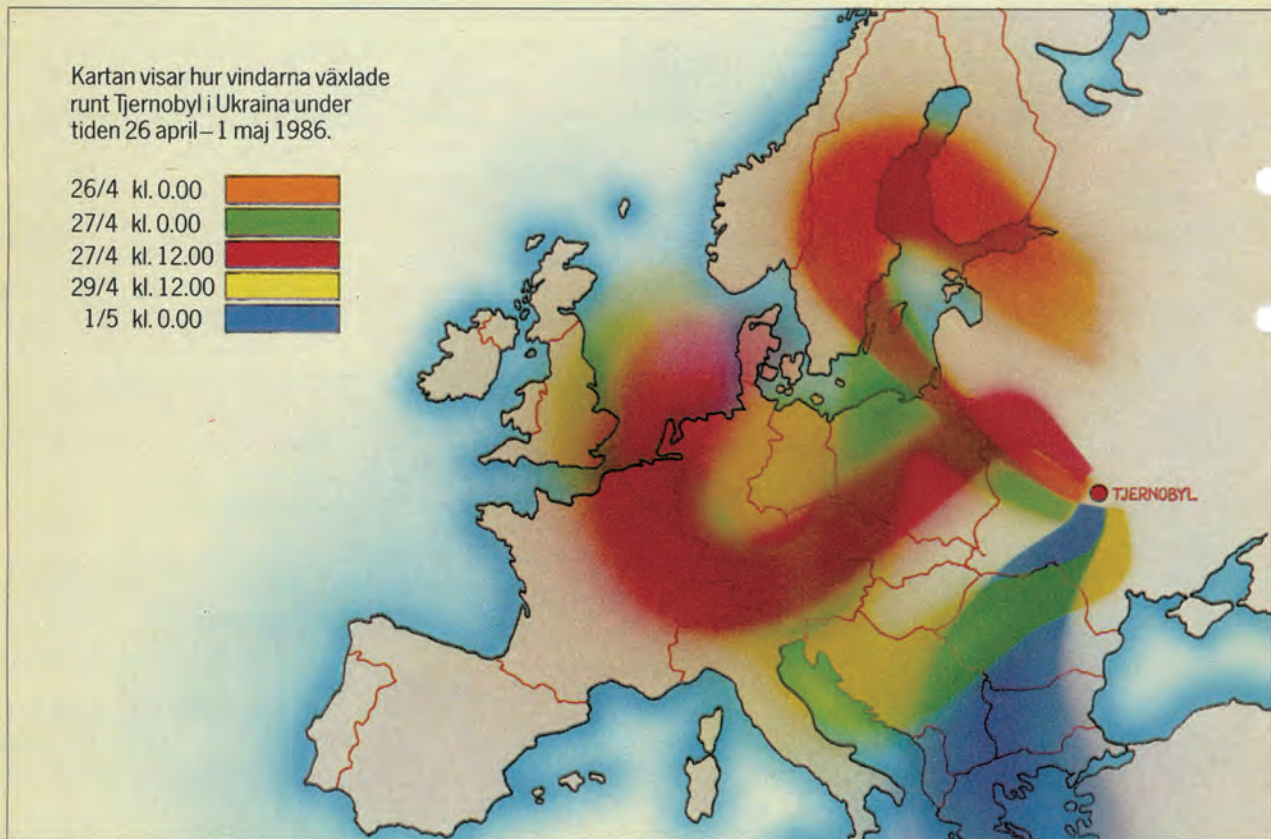 Kartan visar hur vindarna växlade
runt Tjernobyl i Ukraina under
tiden 26 april–1 maj 1986.
26/4 kl. 0.00
27/4 kl. 0.00
27/4 kl. 12.00
29/4 kl. 12.00
1/5 kl. 0.00
TJERNOBYL